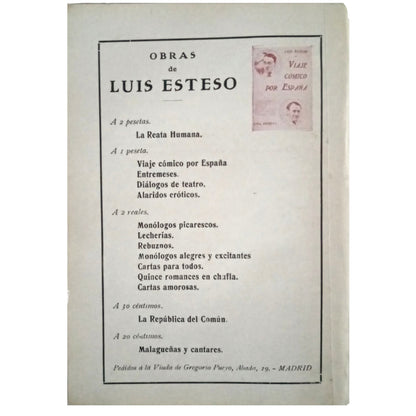 OBRAS
de
LUIS ESTESO
A 2 pesetas.
La Reata Humana.
A 1 peseta.
Viaje cómico por España
Entremeses.
Diálogos de teatro.
Alaridos eróticos.
A 2 reales.
Monólogos picarescos.
Lecherías.
Rebuznos.
Monólogos alegres y excitantes
Cartas para todos.
Quince romances en chufla.
Cartas amorosas.
A 30 céntimos.
La República del Común.
A 20 céntimos.
Malagueñas y cantares.
Pedidos á la Viuda de Gregorio Pueyo, Abada, 19. - MADRID
VIAJE
CÓMICO
POR ESPAÑA